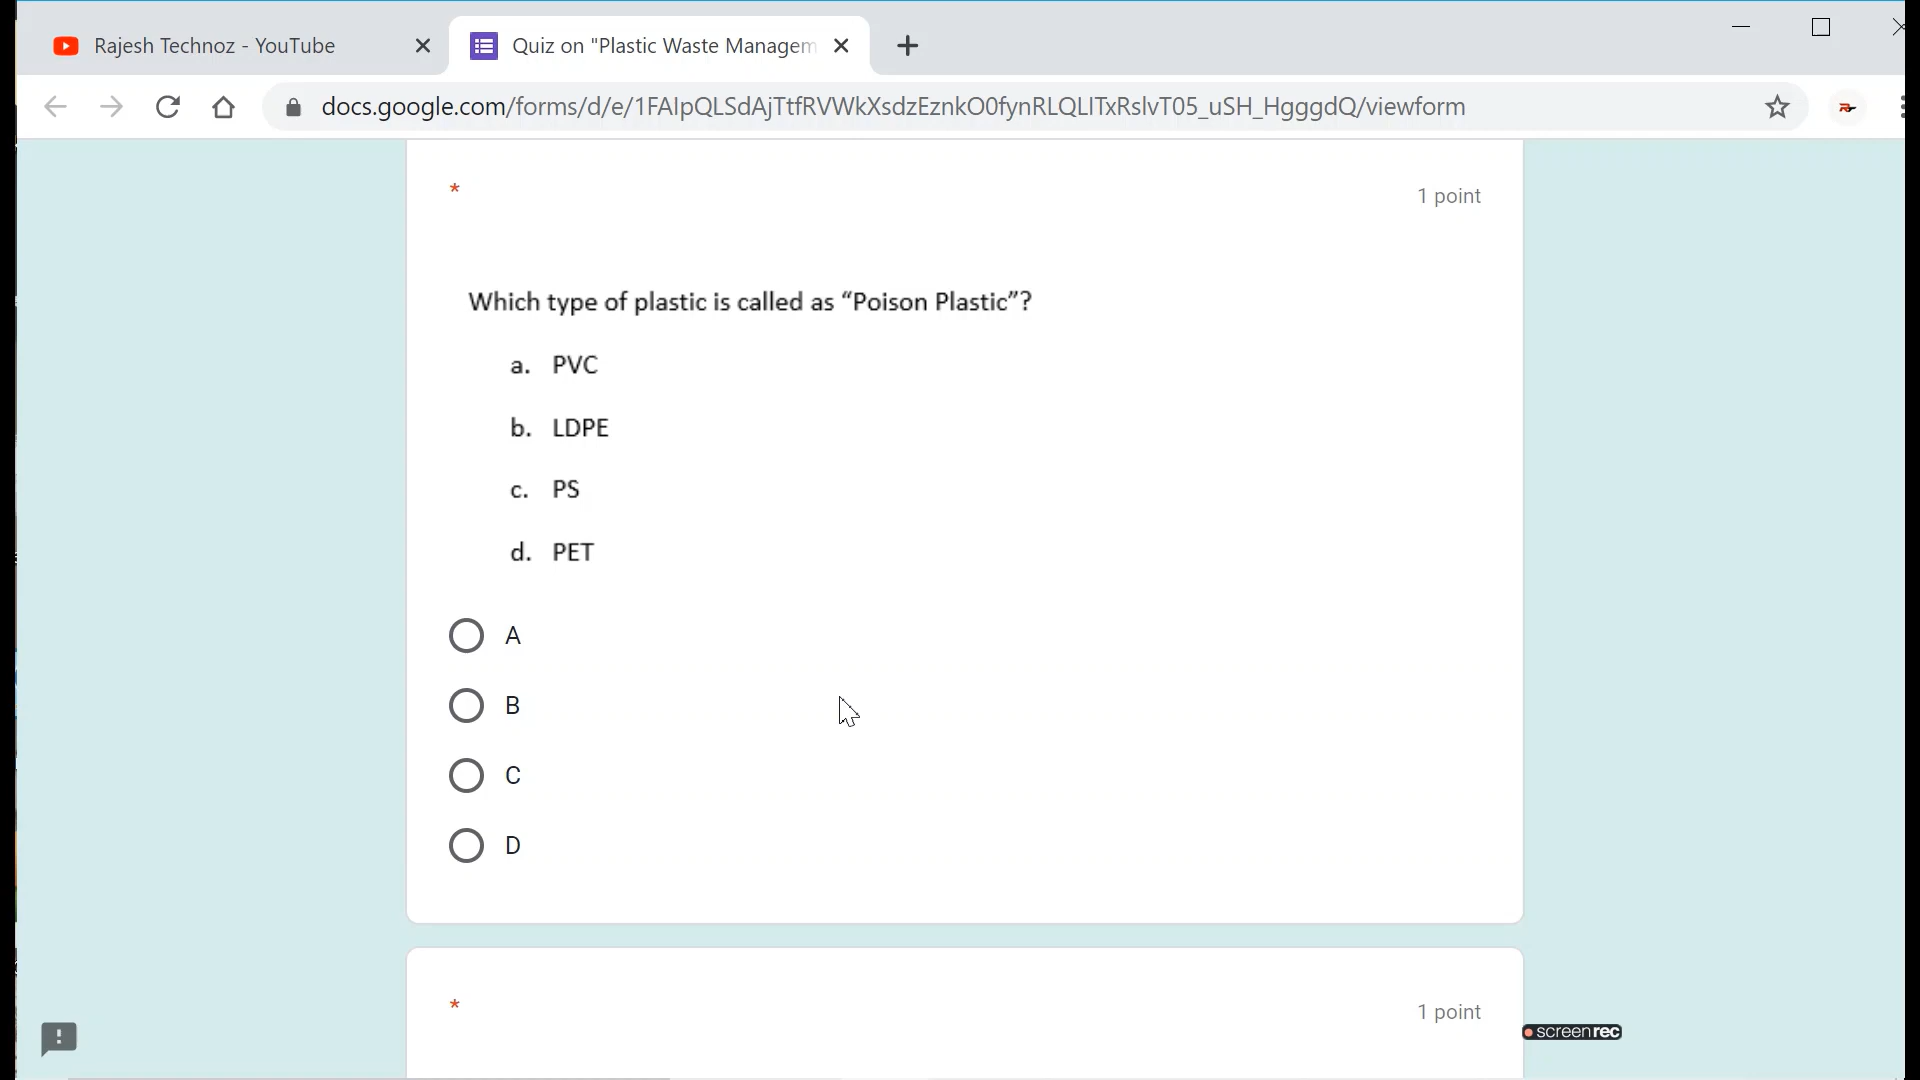 Rajesh Technoz - YouTube
Quiz on "Plastic Waste Managem
docs.google.com/forms/d/e/1FAIpQLSdAjTtfRVWkXsdzEznkO0fynRLQLITxRslvT05_uSH_HgggdQ/viewform
*
1 point
Which type of plastic is called as “Poison Plastic”?
a. PVC
b. LDPE
c. PS
d. PET
A
B
C
D
*
1 point
screenrec